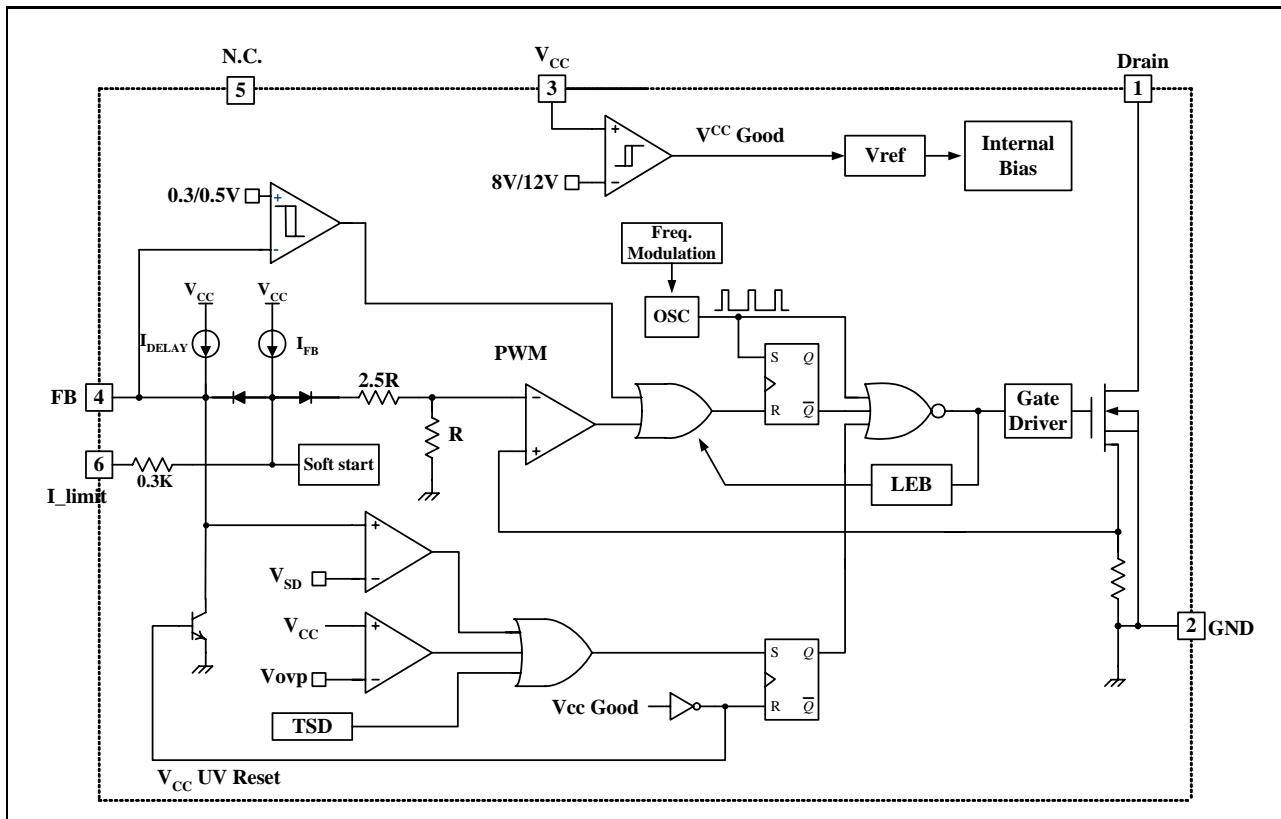 N.C.
5
V_CC
3
Drain
1
+
−
8V/12V
V^CC Good
Vref
Internal
Bias
0.3/0.5V
+
-
Freq.
Modulation
OSC
V_CC
V_CC
I_DELAY
I_FB
PWM
S Q
R Q̅
FB
4
2.5R
−
+
R
Gate
Driver
6
I_limit
0.3K
Soft start
LEB
+
−
V_SD
V_CC
+
Vovp
−
TSD
S Q
R Q̅
Vcc Good
2
GND
V_CC UV Reset